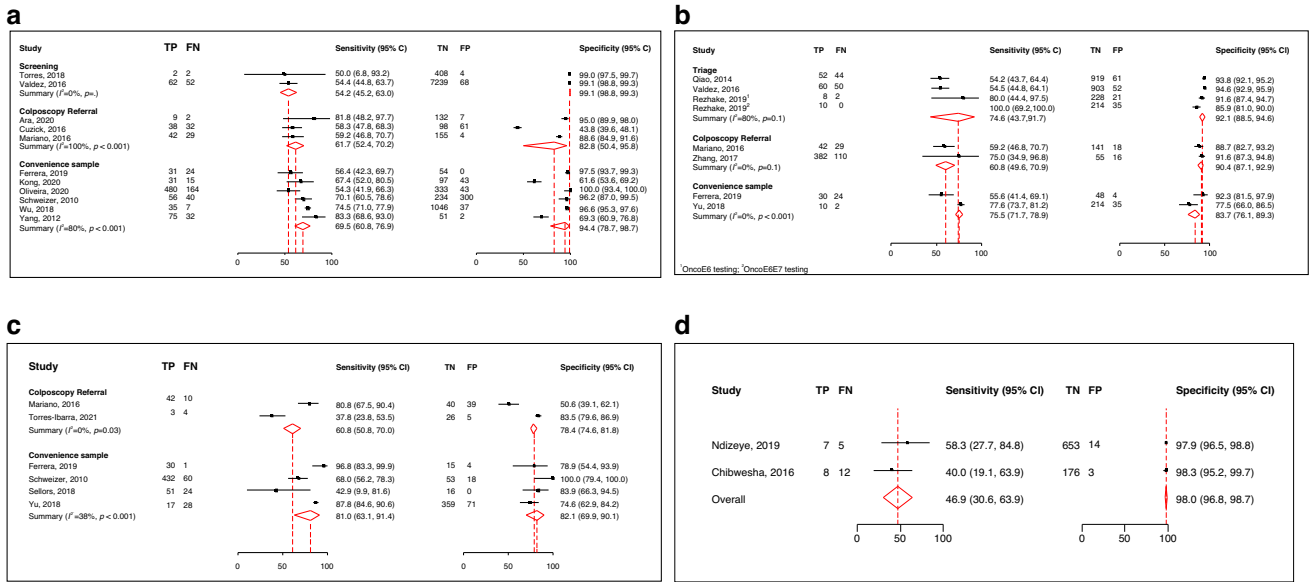 a
Study TP FN Sensitivity (95% C) TN FP Specificity (95% C)
Screening
Torres, 2018 2 2 50.0 (6.8, 93.2) 408 4 99.0 (97.5, 99.7)
Valdez, 2016 62 52 54.4 (44.8, 63.7) 7239 68 99.1 (98.8, 99.3)
Summary (I²=0%, p=.) 54.2 (45.2, 63.0) 99.1 (98.8, 99.3)
Colposcopy Referral
Ara, 2020 9 2 81.8 (48.2, 97.7) 132 7 95.0 (89.9, 98.0)
Cuzick, 2016 38 32 58.3 (47.8, 68.3) 98 61 43.8 (39.6, 48.1)
Mariano, 2016 42 29 59.2 (46.8, 70.7) 155 4 88.6 (84.9, 91.6)
Summary (I²=100%, p < 0.001) 61.7 (52.4, 70.2) 82.8 (50.4, 95.8)
Convenience sample
Ferrera, 2019 31 24 56.4 (42.3, 69.7) 54 0 97.5 (93.7, 99.3)
Kong, 2020 31 15 67.4 (52.0, 80.5) 97 43 61.6 (53.6, 69.2)
Oliveira, 2020 480 164 54.3 (41.9, 66.3) 333 43 100.0 (93.4, 100.0)
Schweizer, 2010 56 40 70.1 (60.5, 78.6) 234 300 96.2 (87.0, 99.5)
Wu, 2018 35 7 74.5 (71.0, 77.9) 1046 37 96.6 (95.3, 97.6)
Yang, 2012 75 32 83.3 (68.6, 93.0) 51 2 69.3 (60.9, 76.8)
Summary (I²=80%, p < 0.001) 69.5 (60.8, 76.9) 94.4 (78.7, 98.7)
0 50 100 0 50 100
b
Study TP FN Sensitivity (95% C) TN FP Specificity (95% C)
Triage
Qiao, 2014 52 44 54.2 (43.7, 64.4) 919 61 93.8 (92.1, 95.2)
Valdez, 2016 60 50 54.5 (44.8, 64.1) 903 52 94.6 (92.9, 95.9)
Rezhake, 2019¹ 8 2 80.0 (44.4, 97.5) 228 21 91.6 (87.4, 94.7)
Rezhake, 2019² 10 0 100.0 (69.2,100.0) 214 35 85.9 (81.0, 90.0)
Summary (I²=80%, p=0.1) 74.6 (43.7,91.7) 92.1 (88.5, 94.6)
Colposcopy Referral
Mariano, 2016 42 29 59.2 (46.8, 70.7) 141 18 88.7 (82.7, 93.2)
Zhang, 2017 382 110 75.0 (34.9, 96.8) 55 16 91.6 (87.3, 94.8)
Summary (I²=0%, p=0.1) 60.8 (49.6, 70.9) 90.4 (87.1, 92.9)
Convenience sample
Ferrera, 2019 30 24 55.6 (41.4, 69.1) 48 4 92.3 (81.5, 97.9)
Yu, 2018 10 2 77.6 (73.7, 81.2) 214 35 77.5 (66.0, 86.5)
Summary (I²=0%, p < 0.001) 75.5 (71.7, 78.9) 83.7 (76.1, 89.3)
0 50 100 0 50 100
¹OncoE6 testing; ²OncoE6E7 testing
c
Study TP FN Sensitivity (95% CI) TN FP Specificity (95% CI)
Colposcopy Referral
Mariano, 2016 42 10 80.8 (67.5, 90.4) 40 39 50.6 (39.1, 62.1)
Torres-Ibarra, 2021 3 4 37.8 (23.8, 53.5) 26 5 83.5 (79.6, 86.9)
Summary (I²=0%, p=0.03) 60.8 (50.8, 70.0) 78.4 (74.6, 81.8)
Convenience sample
Ferrera, 2019 30 1 96.8 (83.3, 99.9) 15 4 78.9 (54.4, 93.9)
Schweizer, 2010 432 60 68.0 (56.2, 78.3) 53 18 100.0 (79.4, 100.0)
Sellors, 2018 51 24 42.9 (9.9, 81.6) 16 0 83.9 (66.3, 94.5)
Yu, 2018 17 28 87.8 (84.6, 90.6) 359 71 74.6 (62.9, 84.2)
Summary (I²=38%, p < 0.001) 81.0 (63.1, 91.4) 82.1 (69.9, 90.1)
0 50 100 0 50 100
d
Study TP FN Sensitivity (95% CI) TN FP Specificity (95% CI)
Ndizeye, 2019 7 5 58.3 (27.7, 84.8) 653 14 97.9 (96.5, 98.8)
Chibwesha, 2016 8 12 40.0 (19.1, 63.9) 176 3 98.3 (95.2, 99.7)
Overall 46.9 (30.6, 63.9) 98.0 (96.8, 98.7)
0 50 100 0 50 100